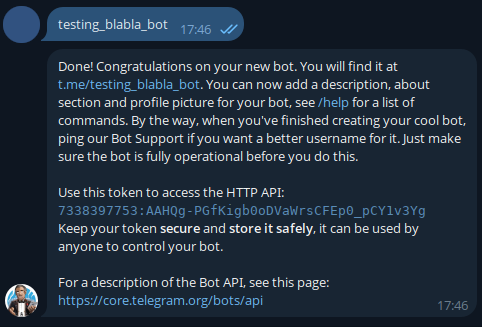 testing_blabla_bot
17:46
Done! Congratulations on your new bot. You will find it at
t.me/testing_blabla_bot. You can now add a description, about
section and profile picture for your bot, see /help for a list of
commands. By the way, when you've finished creating your cool bot,
ping our Bot Support if you want a better username for it. Just make
sure the bot is fully operational before you do this.
Use this token to access the HTTP API:
7338397753:AAHQg-PGfKigb0oDVaWrsCFEp0_pCY1v3Yg
Keep your token secure and store it safely, it can be used by
anyone to control your bot.
For a description of the Bot API, see this page:
https://core.telegram.org/bots/api
17:46